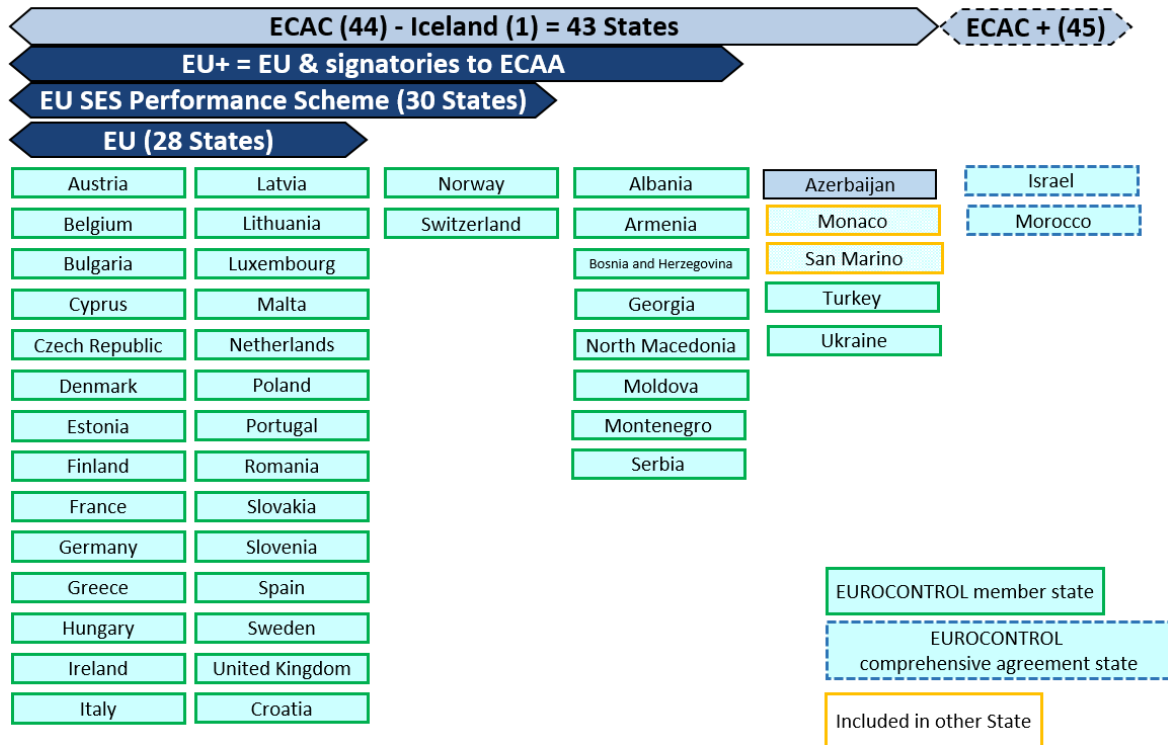 ECAC (44) - Iceland (1) = 43 States
ECAC + (45)
EU+ = EU & signatories to ECAA
EU SES Performance Scheme (30 States)
EU (28 States)
Austria
Belgium
Bulgaria
Cyprus
Czech Republic
Denmark
Estonia
Finland
France
Germany
Greece
Hungary
Ireland
Italy
Latvia
Lithuania
Luxembourg
Malta
Netherlands
Poland
Portugal
Romania
Slovakia
Slovenia
Spain
Sweden
United Kingdom
Croatia
Norway
Switzerland
Albania
Armenia
Bosnia and Herzegovina
Georgia
North Macedonia
Moldova
Montenegro
Serbia
Azerbaijan
Monaco
San Marino
Turkey
Ukraine
Israel
Morocco
EUROCONTROL member state
EUROCONTROL
comprehensive agreement state
Included in other State